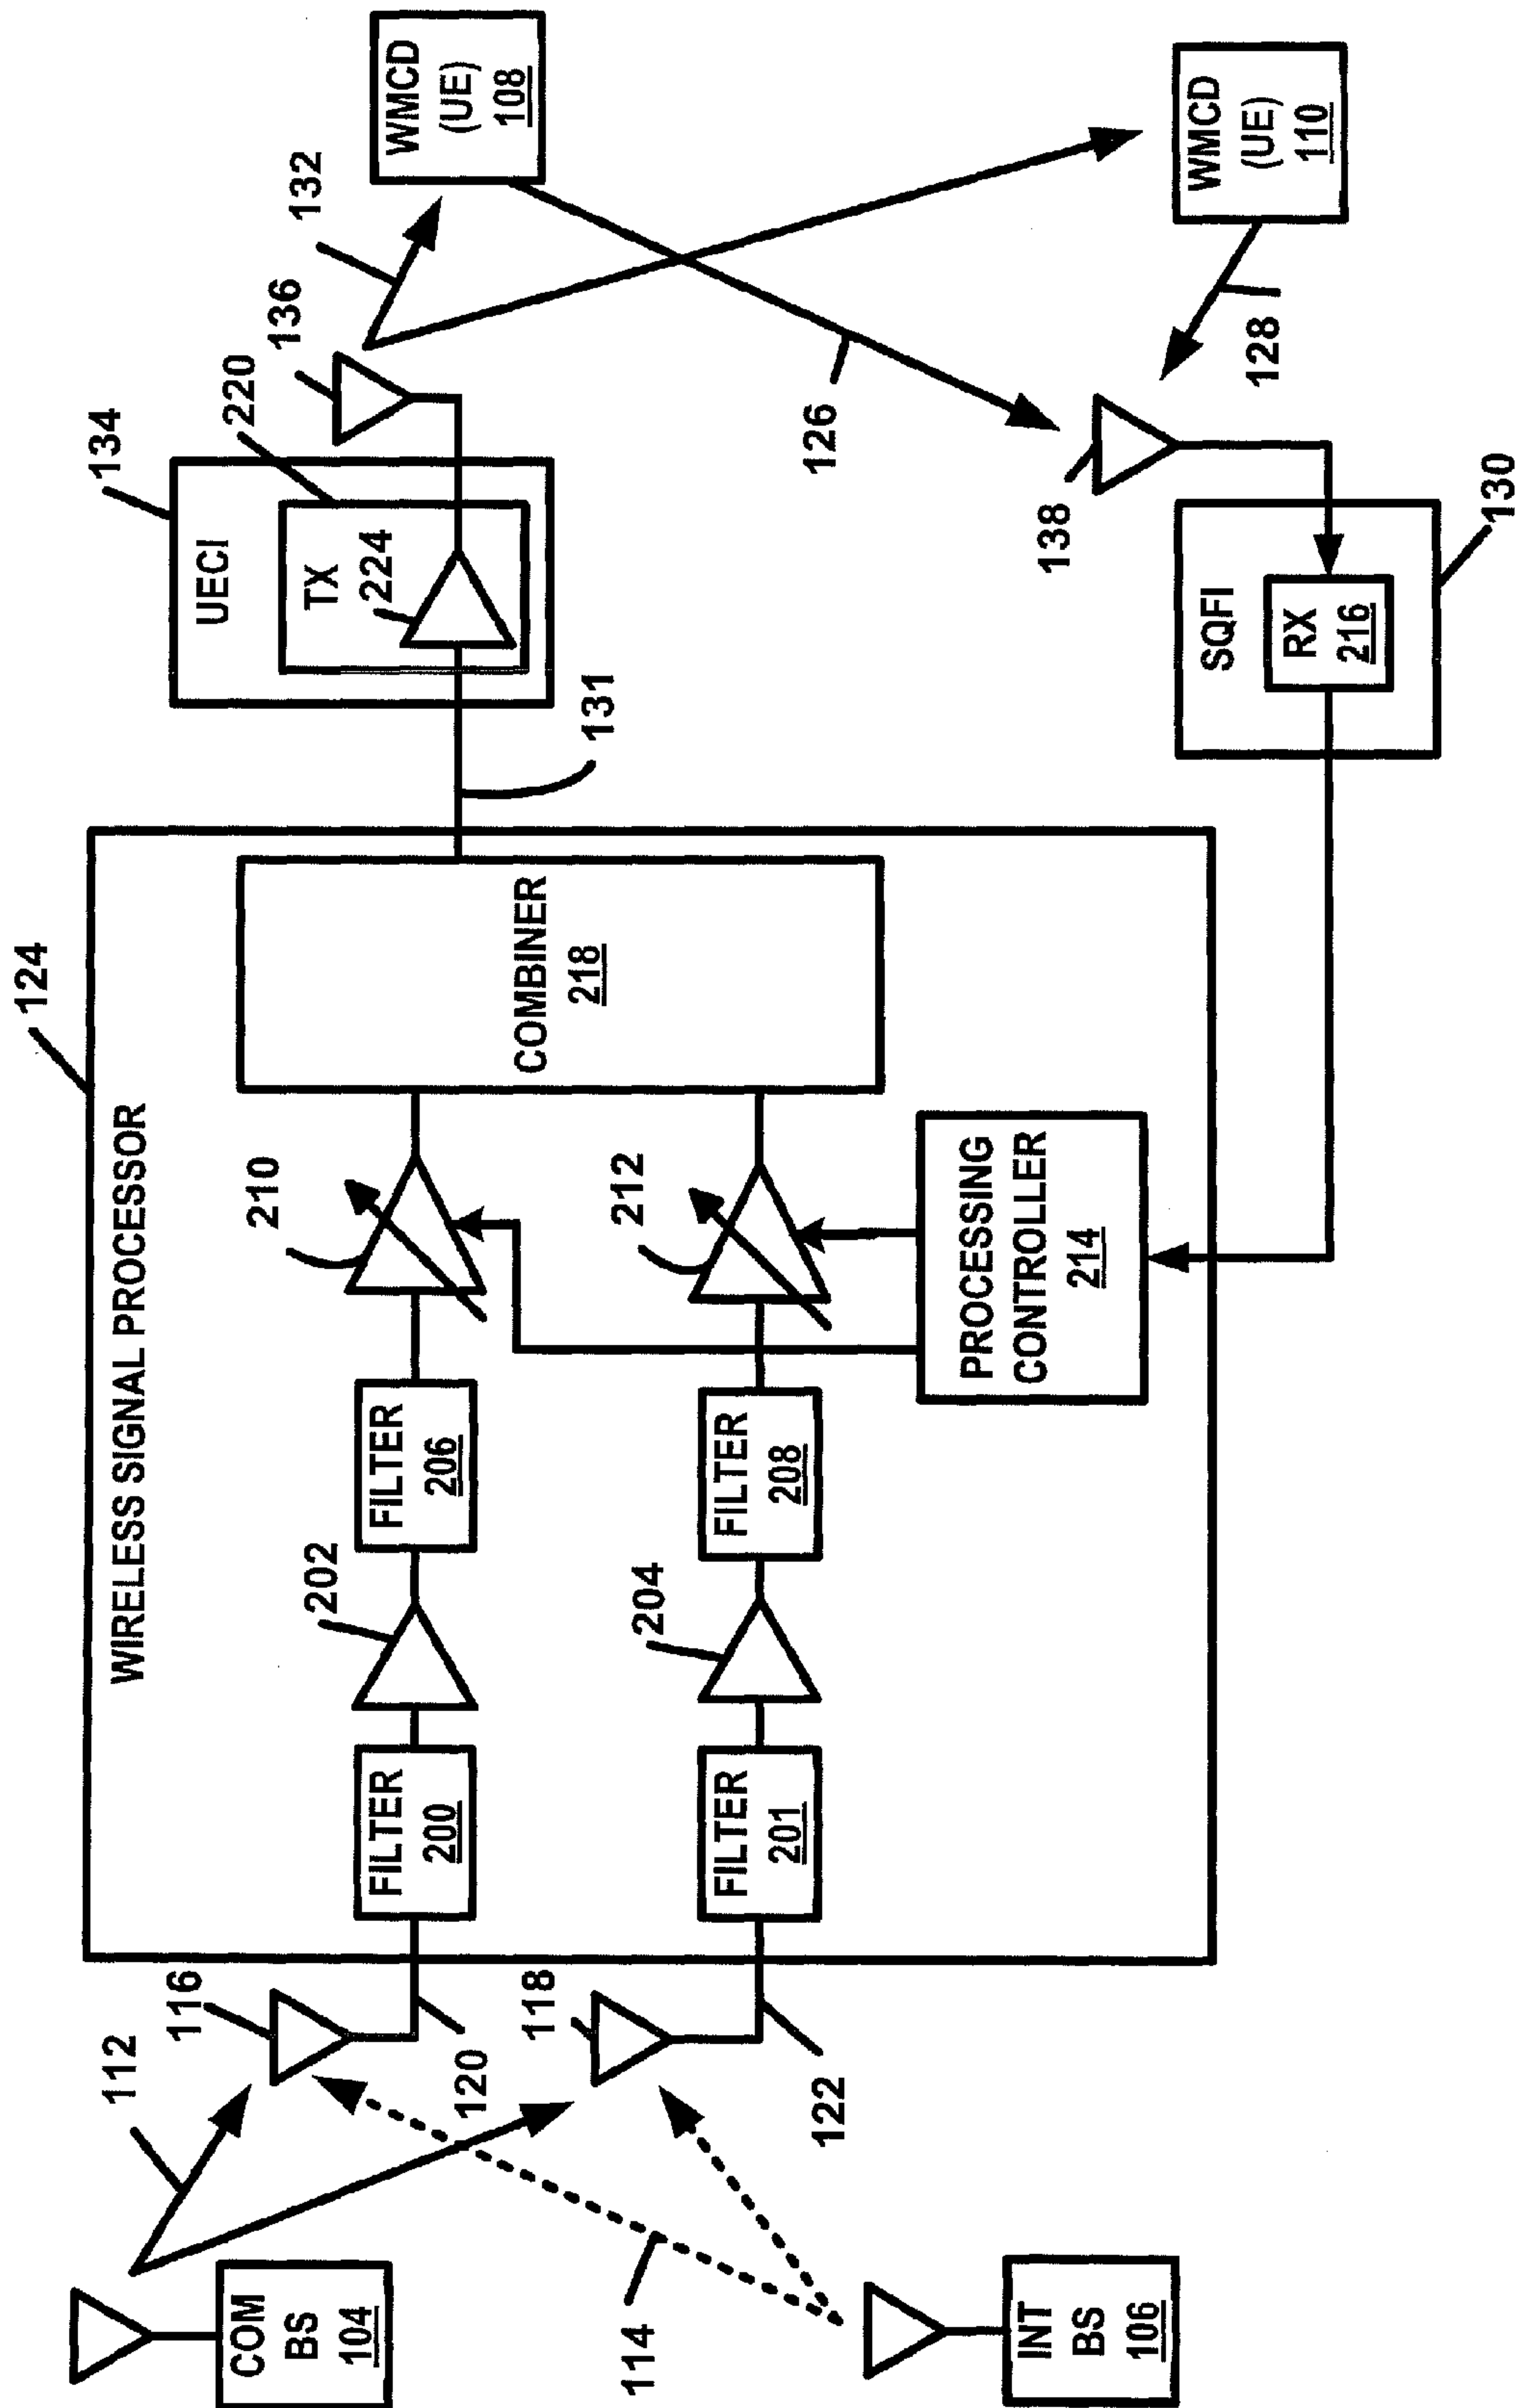 124
WIRELESS SIGNAL PROCESSOR
COM
BS
104
112
116
120
FILTER
200
202
FILTER
206
210
COMBINER
218
131
134
UECI
TX
224
220
136
132
WMCD
(UE)
108
114
118
122
FILTER
201
204
FILTER
208
212
126
INT
BS
106
PROCESSING
CONTROLLER
214
SQFI
RX
216
138
130
128
WMCD
(UE)
110